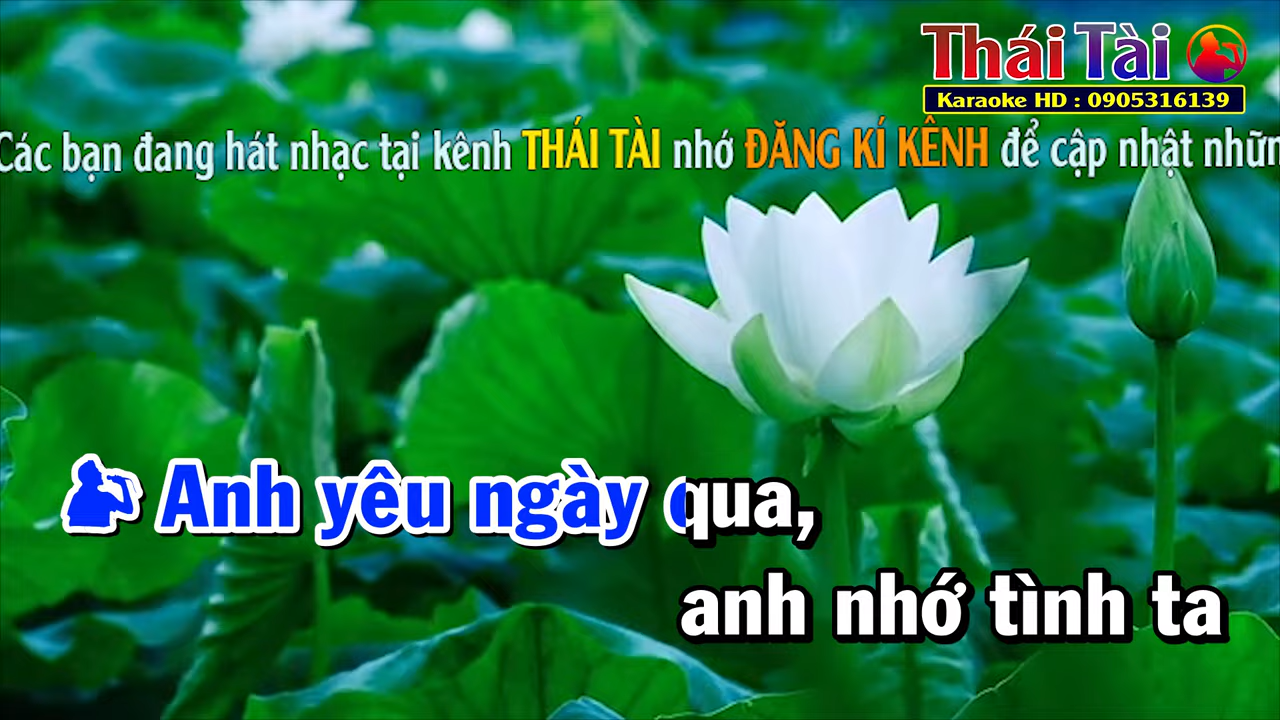 Thái Tài
Karaoke HD : 0905316139
Các bạn đang hát nhạc tại kênh THÁI TÀI nhớ ĐĂNG KÍ KÊNH để cập nhật nhữn
Anh yêu ngày qua,
anh nhớ tình ta